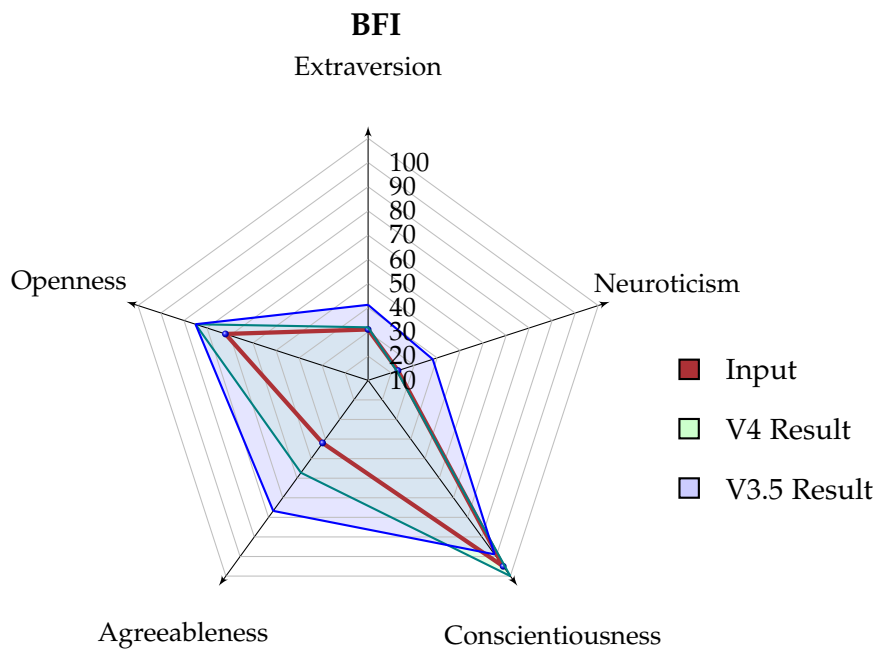 BFI
Extraversion
100
90
80
70
60
50
40
30
20
10
Openness
Neuroticism
Input
V4 Result
V3.5 Result
Agreeableness
Conscientiousness